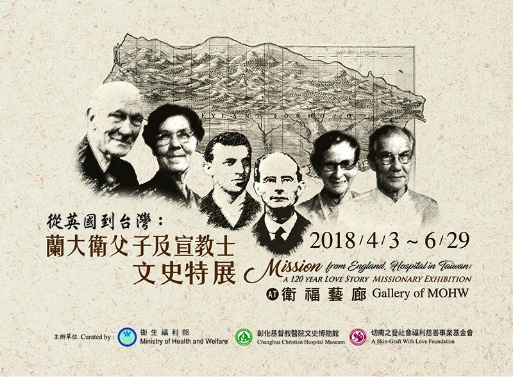 從英國到台灣：
蘭大衛父子及宣教士
文史特展
2018/4/3～6/29
Mission from England, Hospital in Taiwan:
A 120 YEAR LOVE STORY MISSIONARY EXHIBITION
AT 衛福藝廊 Gallery of MOHW
主辦單位 Curated by：
衛生福利部
Ministry of Health and Welfare
彰化基督教醫院文史博物館
Changhua Christian Hospital Museum
切膚之愛社會福利慈善事業基金會
A Skin-Graft With Love Foundation